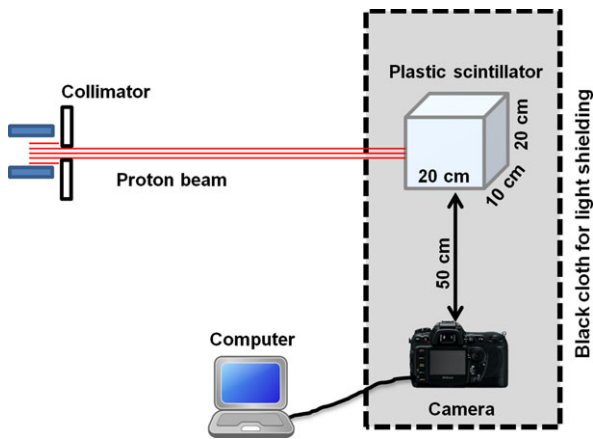 Collimator
Plastic scintillator
20 cm
20 cm
10 cm
Proton beam
50 cm
Black cloth for light shielding
Computer
Camera